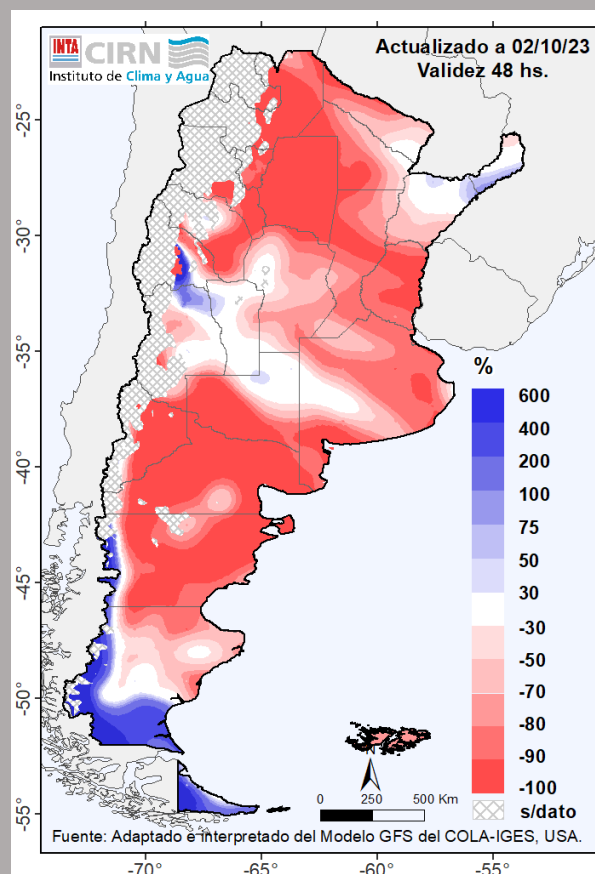 INTA CIRN
Instituto de Clima y Agua
Actualizado a 02/10/23
Validez 48 hs.
-25°
-30°
-35°
-40°
-45°
-50°
-55°
%
600
400
200
100
75
50
30
-30
-50
-70
-80
-90
-100
s/dato
N
0 250 500 Km
Fuente: Adaptado e interpretado del Modelo GFS del COLA-IGES, USA.
-70° -65° -60° -55°